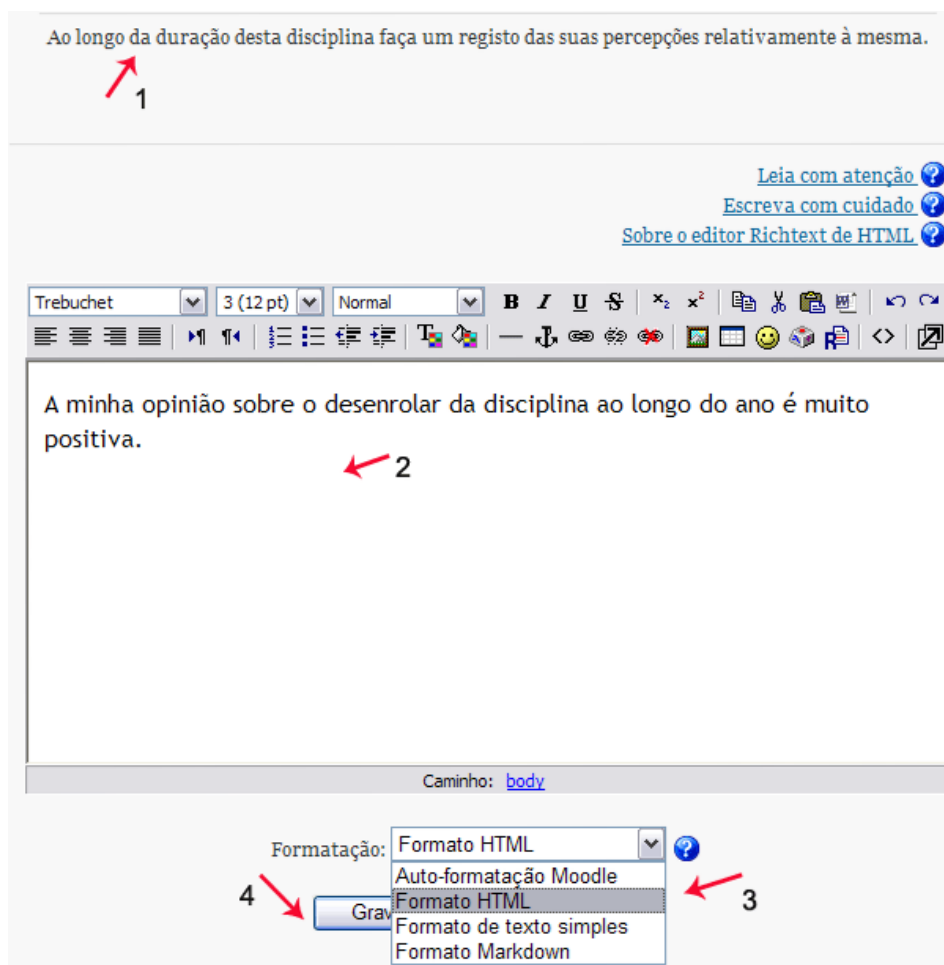 Ao longo da duração desta disciplina faça um registo das suas percepções relativamente à mesma.
1
Leia com atenção
Escreva com cuidado
Sobre o editor Richtext de HTML
Trebuchet 3 (12 pt) Normal B I U S x₂ x²
A minha opinião sobre o desenrolar da disciplina ao longo do ano é muito
positiva.
2
Caminho: body
Formatação: Formato HTML
Auto-formatação Moodle
4 Formato HTML 3
Grav
Formato de texto simples
Formato Markdown